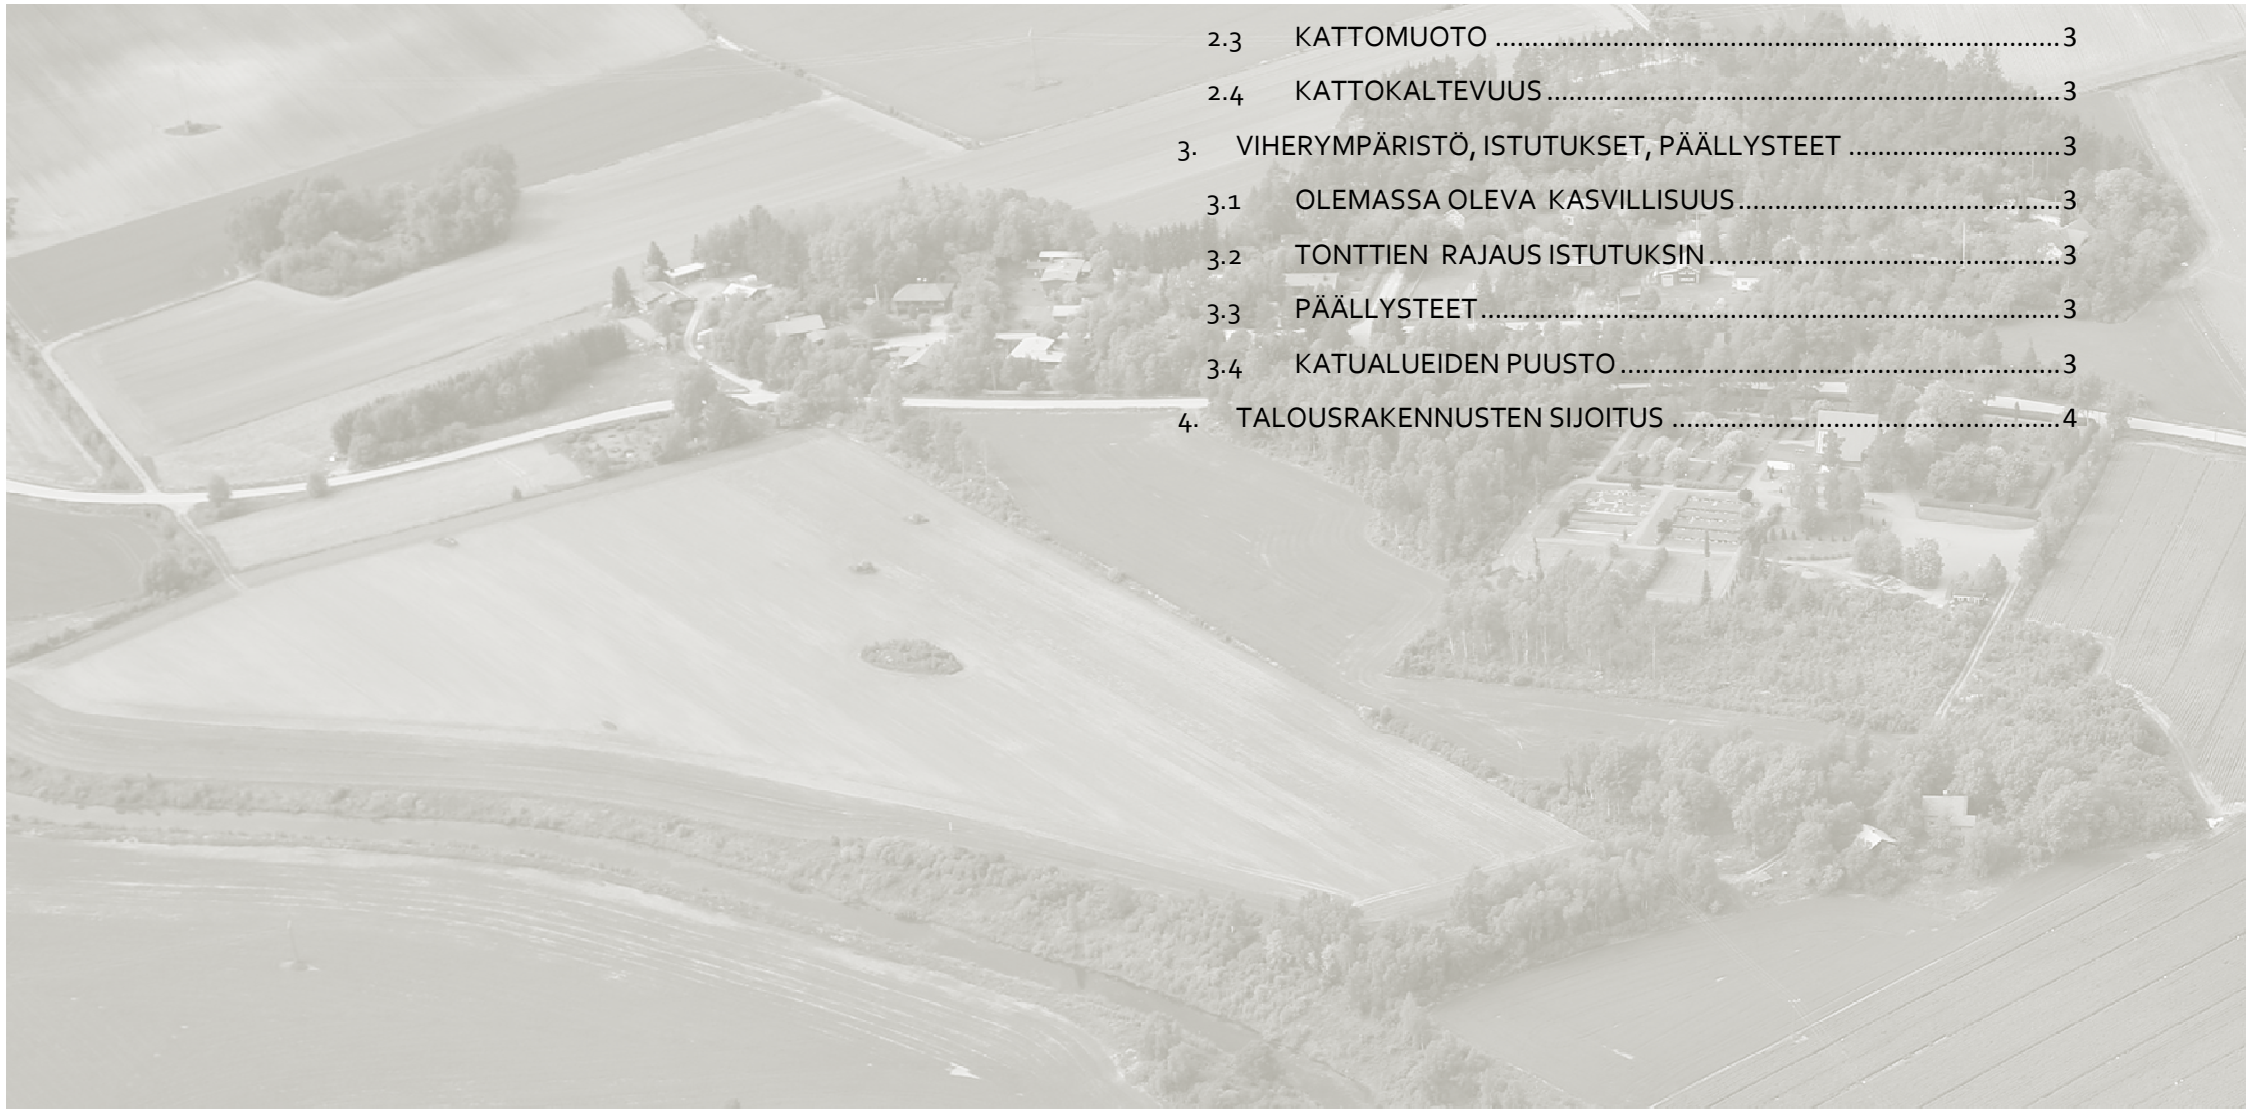 2.3 KATTOMUOTO ............................................................................. 3
2.4 KATTOKALTEVUUS ...................................................................... 3
3. VIHERYMPÄRISTÖ, ISTUTUKSET, PÄÄLLYSTEET ............................. 3
3.1 OLEMASSA OLEVA KASVILLISUUS ............................................ 3
3.2 TONTTIEN RAJAUS ISTUTUKSIN ................................................ 3
3.3 PÄÄLLYSTEET ............................................................................... 3
3.4 KATUALUEIDEN PUUSTO ............................................................ 3
4. TALOUSRAKENNUSTEN SIJOITUS ..................................................... 4